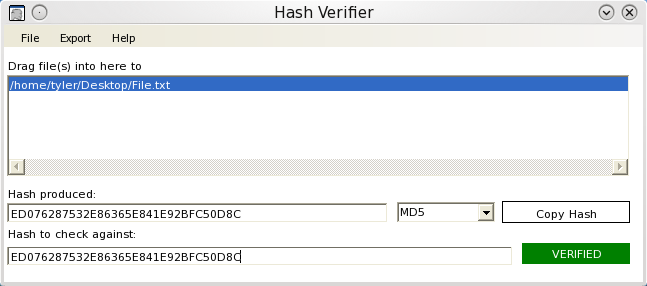 Hash Verifier
File Export Help
Drag file(s) into here to
/home/tyler/Desktop/File.txt
Hash produced:
ED076287532E86365E841E92BFC50D8C MD5 Copy Hash
Hash to check against:
ED076287532E86365E841E92BFC50D8C VERIFIED